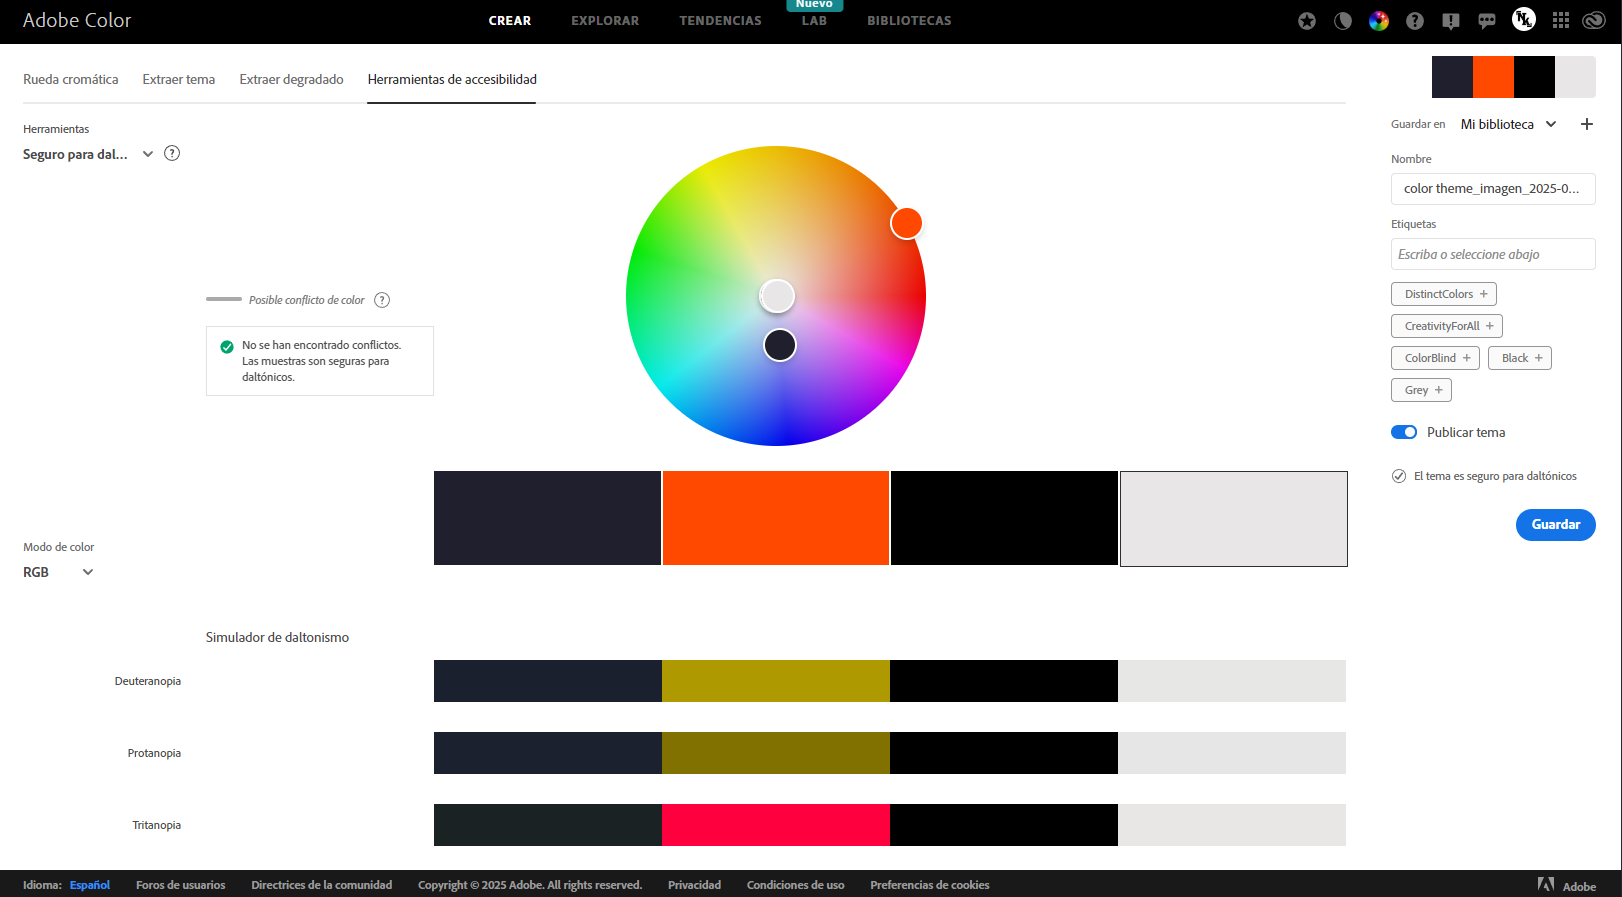 Adobe Color
CREAR
EXPLORAR
TENDENCIAS
Nuevo
LAB
BIBLIOTECAS
Rueda cromática
Extraer tema
Extraer degradado
Herramientas de accesibilidad
Herramientas
Seguro para dal...
?
Posible conflicto de color ?
No se han encontrado conflictos.
Las muestras son seguras para
daltónicos.
Modo de color
RGB
Simulador de daltonismo
Deuteranopia
Protanopia
Tritanopia
Guardar en Mi biblioteca +
Nombre
color theme_imagen_2025-0...
Etiquetas
Escriba o seleccione abajo
DistinctColors +
CreativityForAll +
ColorBlind + Black +
Grey +
Publicar tema
El tema es seguro para daltónicos
Guardar
Idioma: Español Foros de usuarios Directrices de la comunidad Copyright © 2025 Adobe. All rights reserved. Privacidad Condiciones de uso Preferencias de cookies Adobe